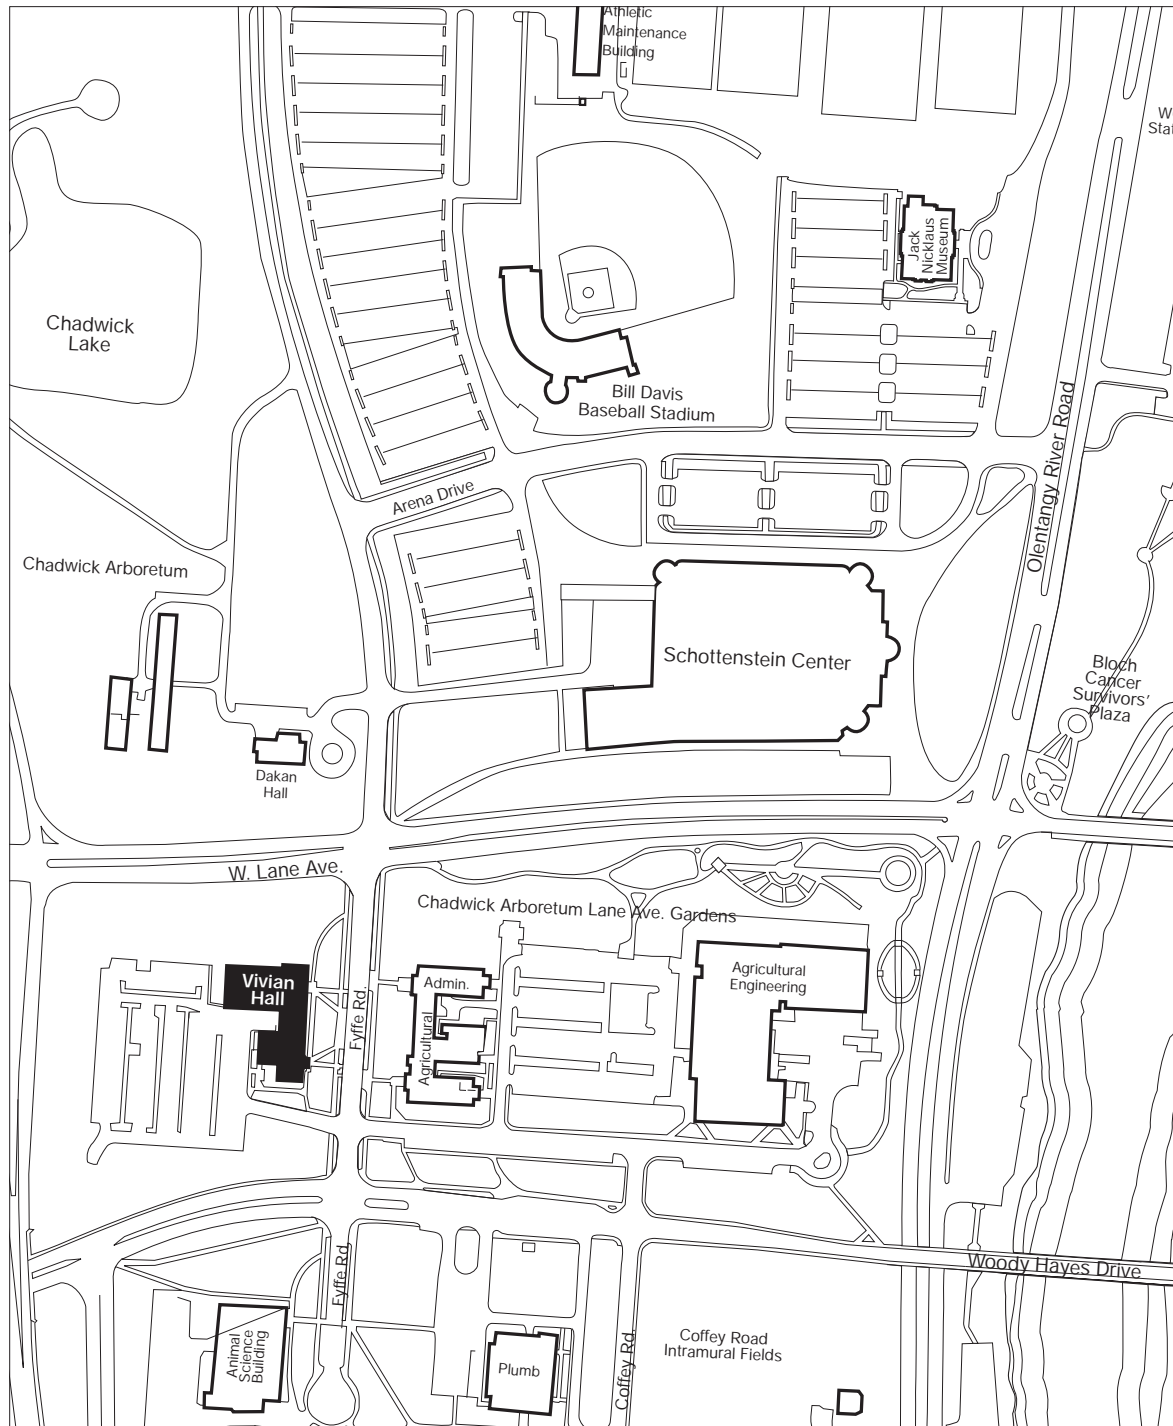 Athletic
Maintenance
Building
W
Stat
Jack
Nicklaus
Museum
Chadwick
Lake
Bill Davis
Baseball Stadium
Olentangy River Road
Arena Drive
Chadwick Arboretum
Schottenstein Center
Bloch
Cancer
Survivors'
Plaza
Dakan
Hall
W. Lane Ave.
Chadwick Arboretum Lane Ave. Gardens
Vivian
Hall
Fyffe Rd.
Admin.
Agricultural
Agricultural
Engineering
Woody Hayes Drive
Fyffe Rd.
Animal
Science
Building
Plumb
Coffey Rd.
Coffey Road
Intramural Fields